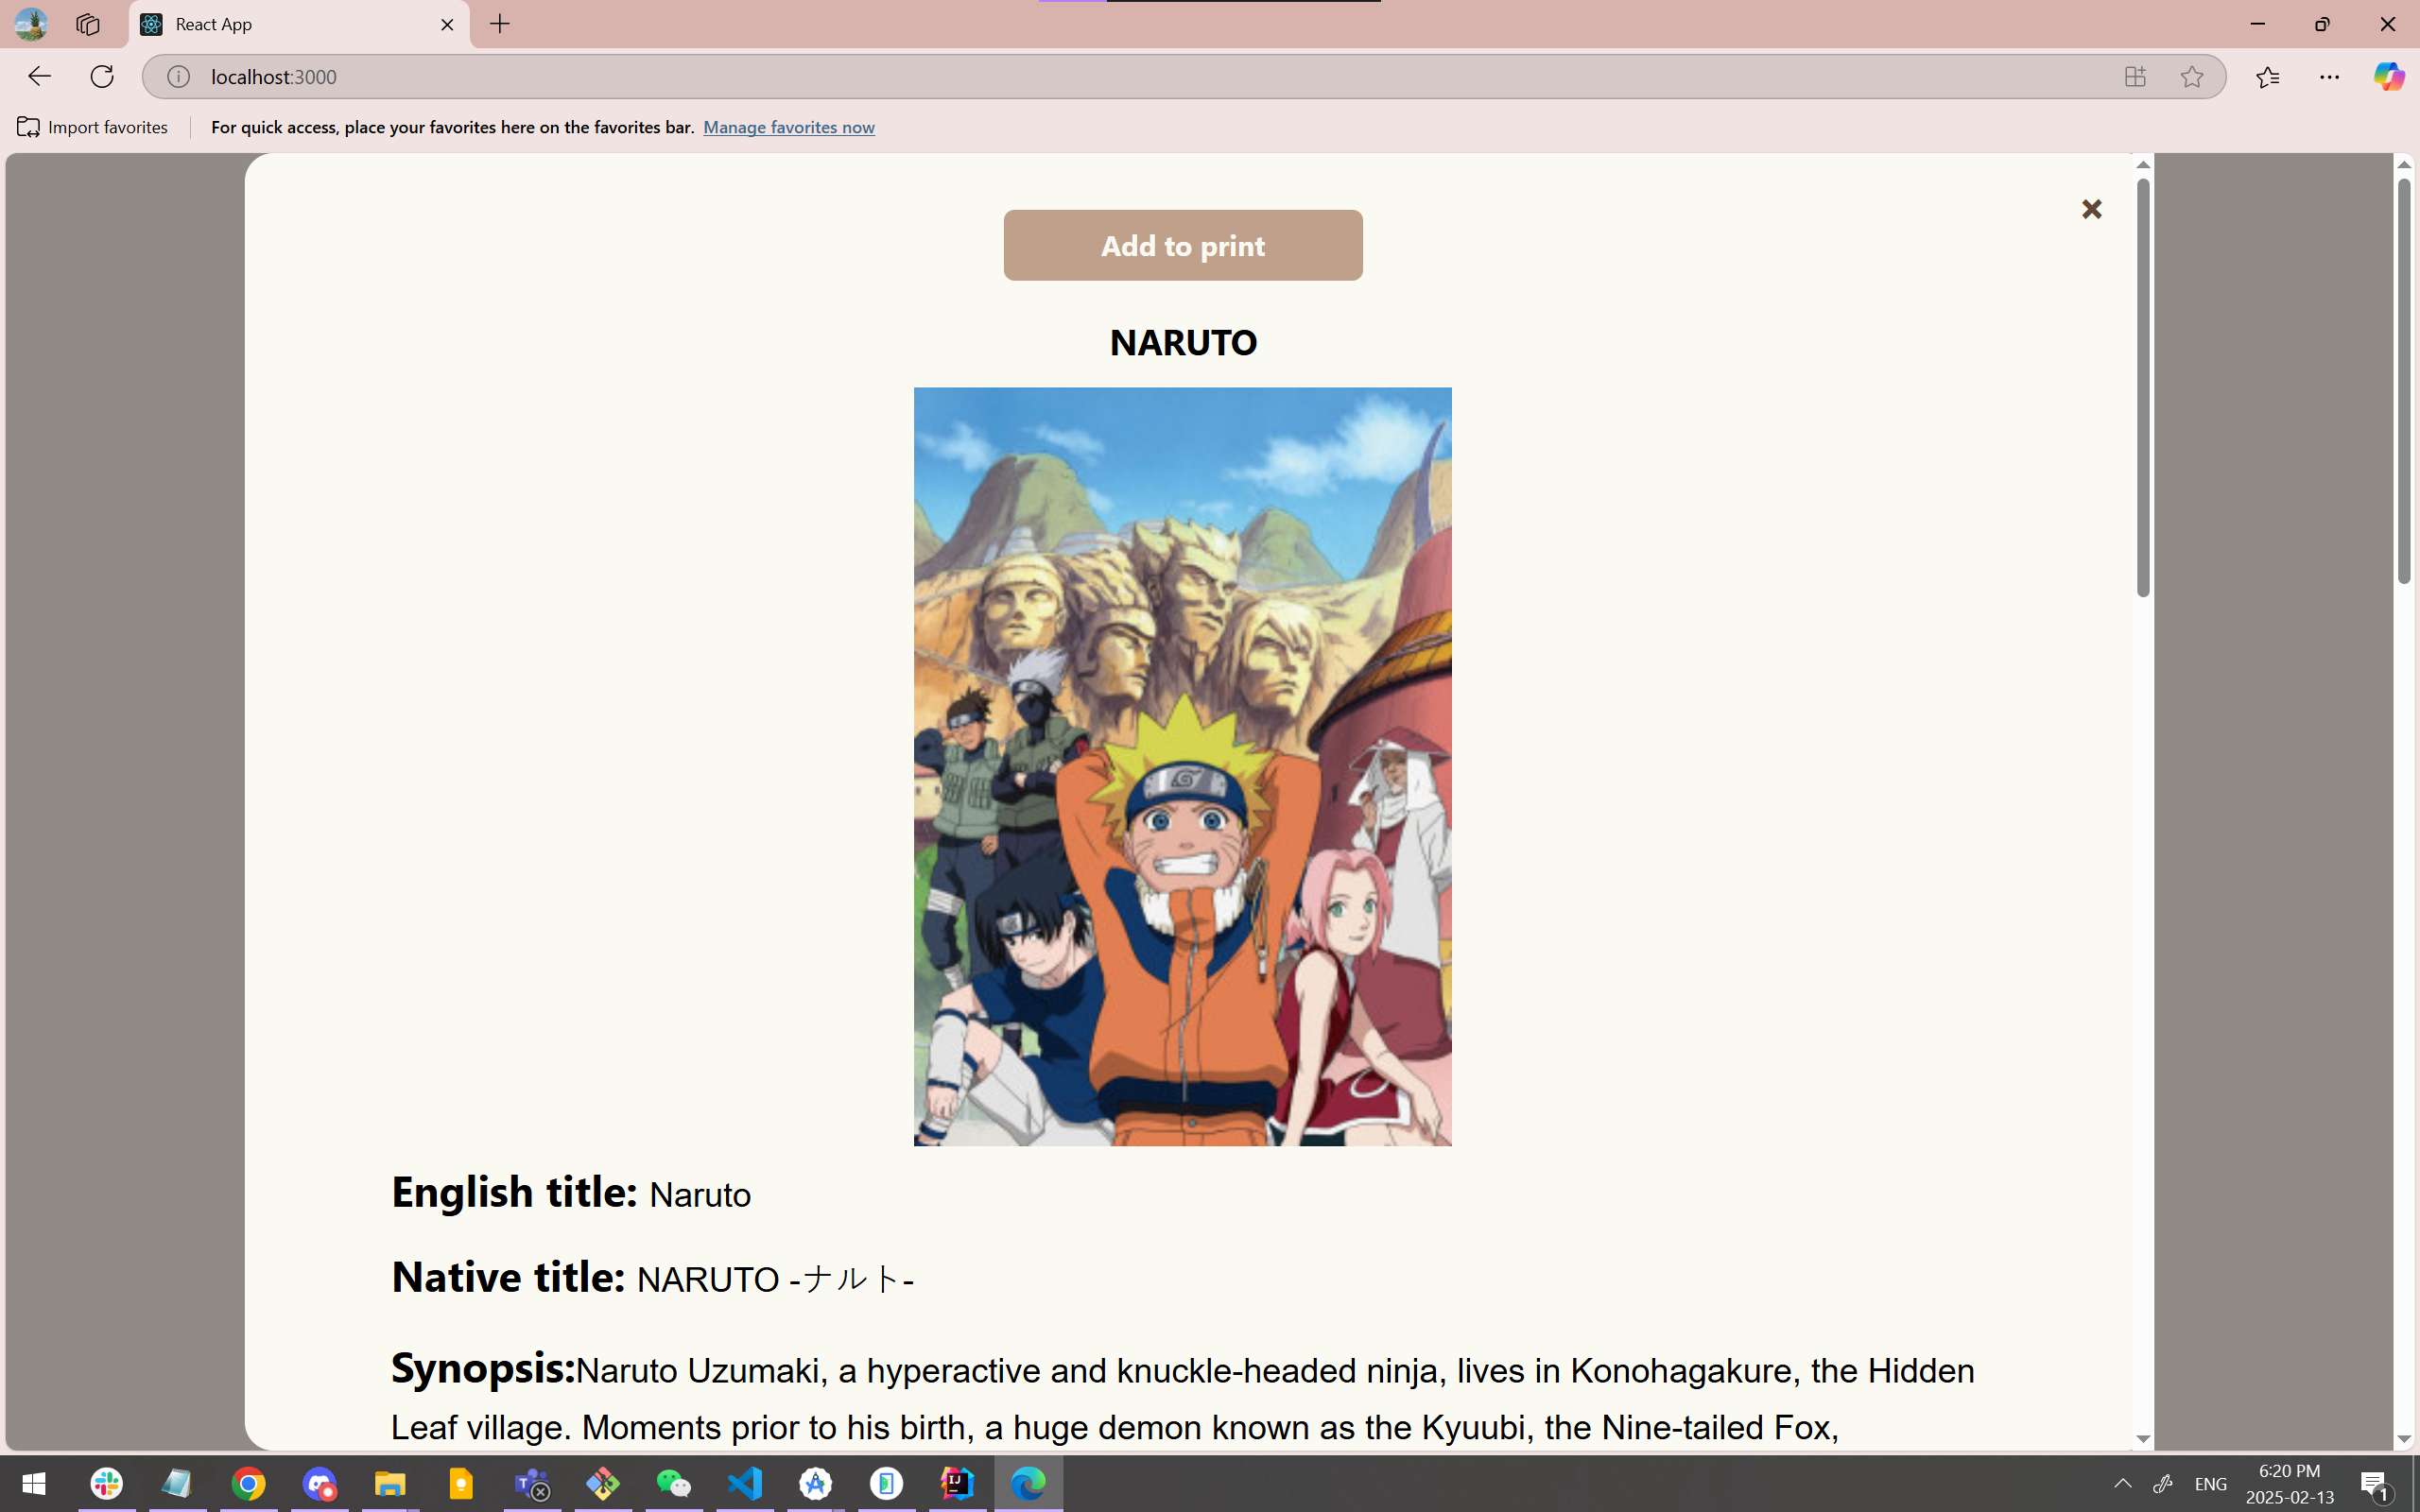 React App
localhost:3000
Import favorites
For quick access, place your favorites here on the favorites bar. Manage favorites now
Add to print
NARUTO
English title: Naruto
Native title: NARUTO -ナルト-
Synopsis:Naruto Uzumaki, a hyperactive and knuckle-headed ninja, lives in Konohagakure, the Hidden
Leaf village. Moments prior to his birth, a huge demon known as the Kyuubi, the Nine-tailed Fox,
ENG
6:20 PM
2025-02-13
1